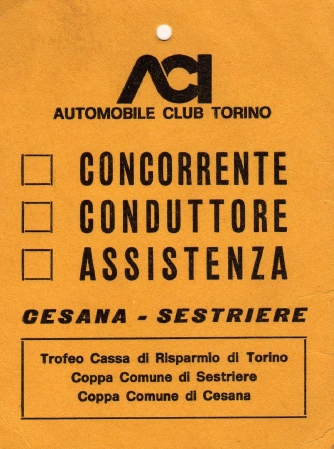 ACI
AUTOMOBILE CLUB TORINO
CONCORRENTE
CONDUTTORE
ASSISTENZA
CESANA - SESTRIERE
Trofeo Cassa di Risparmio di Torino
Coppa Comune di Sestriere
Coppa Comune di Cesana